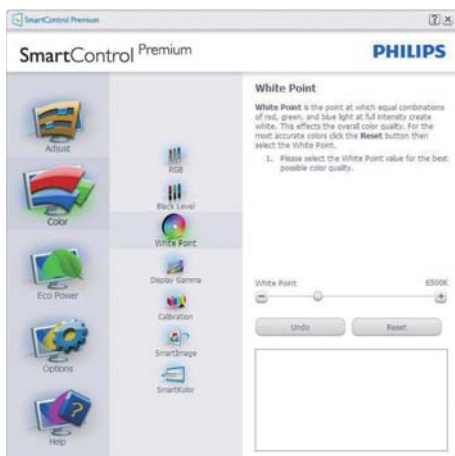 SmartControl Premium
SmartControl Premium
PHILIPS
Adjust
Color
Eco Power
Options
Help
RGB
Black Level
White Point
Display Gamma
Calibration
SmartImage
SmartKolor
White Point
White Point is the point at which equal combinations
of red, green, and blue light at full intensity create
white. This effects the overall color quality. For the
most accurate colors click the Reset button then
select the White Point.
1. Please select the White Point value for the best
possible color quality.
White Point 6500K
Undo Reset